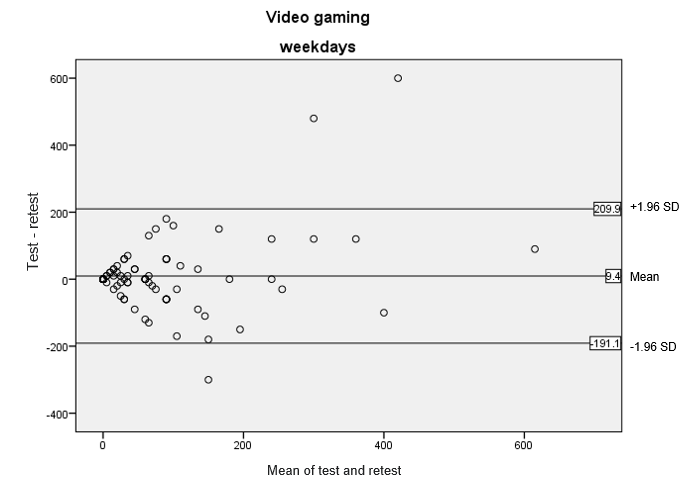 Video gaming
weekdays
Test - retest
600
400
200
0
-200
-400
209.9
+1.96 SD
9.4
Mean
-191.1
-1.96 SD
0 200 400 600
Mean of test and retest